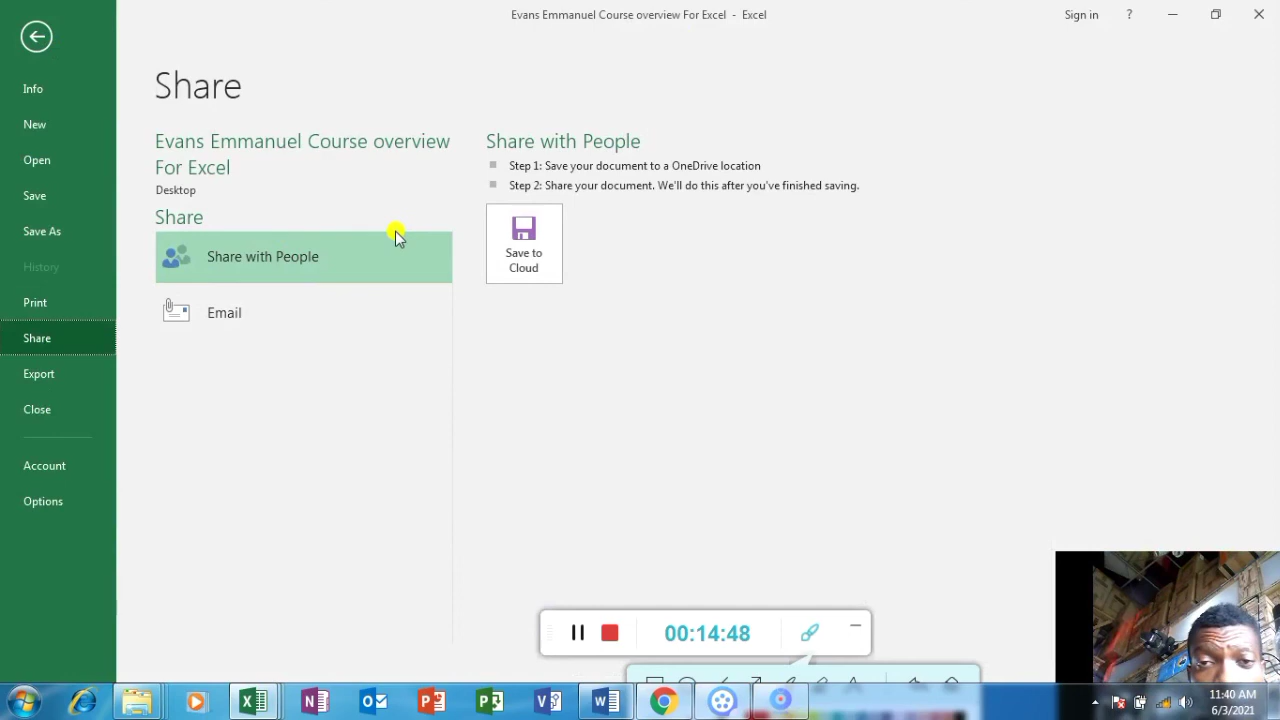 Evans Emmanuel Course overview For Excel - Excel
Sign in
?
Info
New
Open
Save
Save As
History
Print
Share
Export
Close
Account
Options
Share
Evans Emmanuel Course overview
For Excel
Desktop
Share
Share with People
Email
Share with People
Step 1: Save your document to a OneDrive location
Step 2: Share your document. We'll do this after you've finished saving.
Save to
Cloud
00:14:48
11:40 AM
6/3/2021